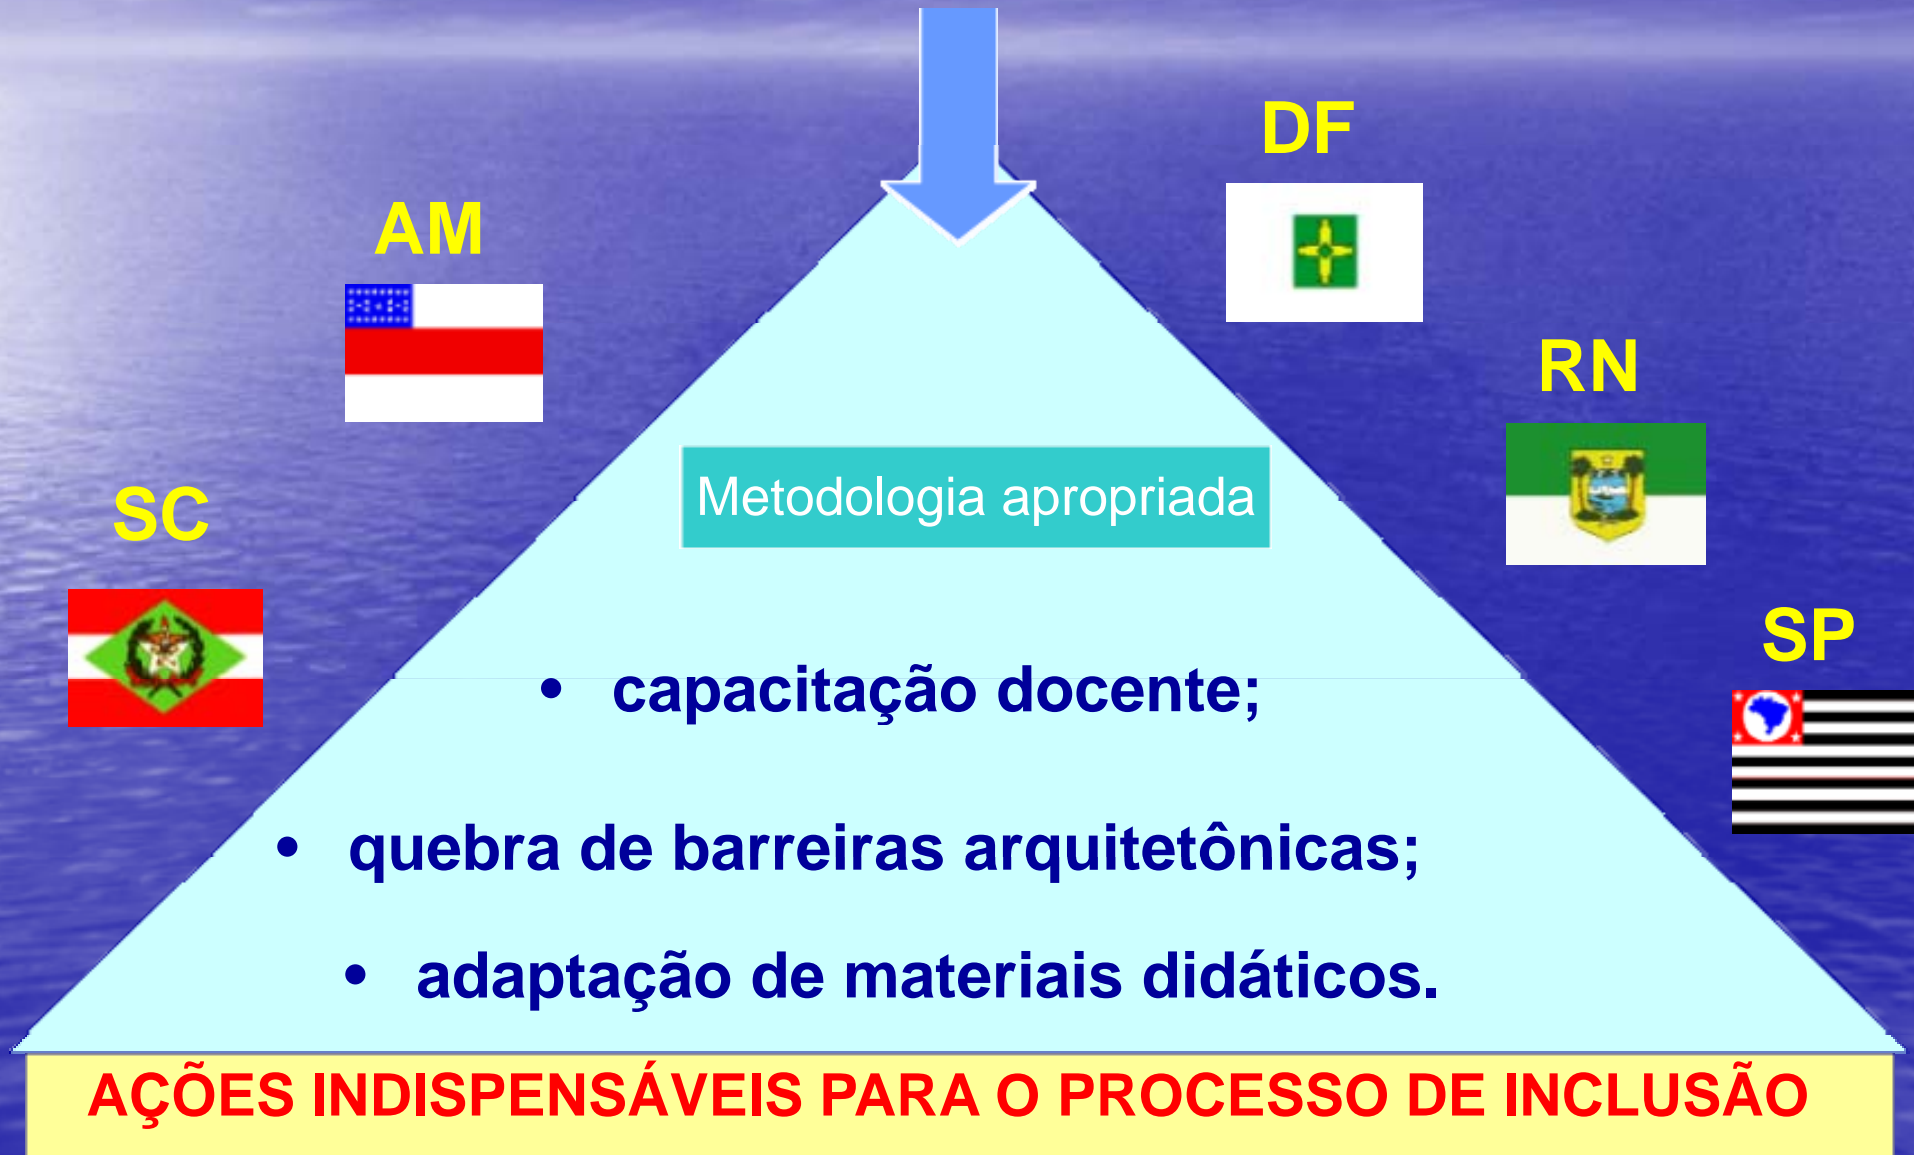 DF
AM
RN
Metodologia apropriada
SC
SP
• capacitação docente;
• quebra de barreiras arquitetônicas;
• adaptação de materiais didáticos.
AÇÕES INDISPENSÁVEIS PARA O PROCESSO DE INCLUSÃO